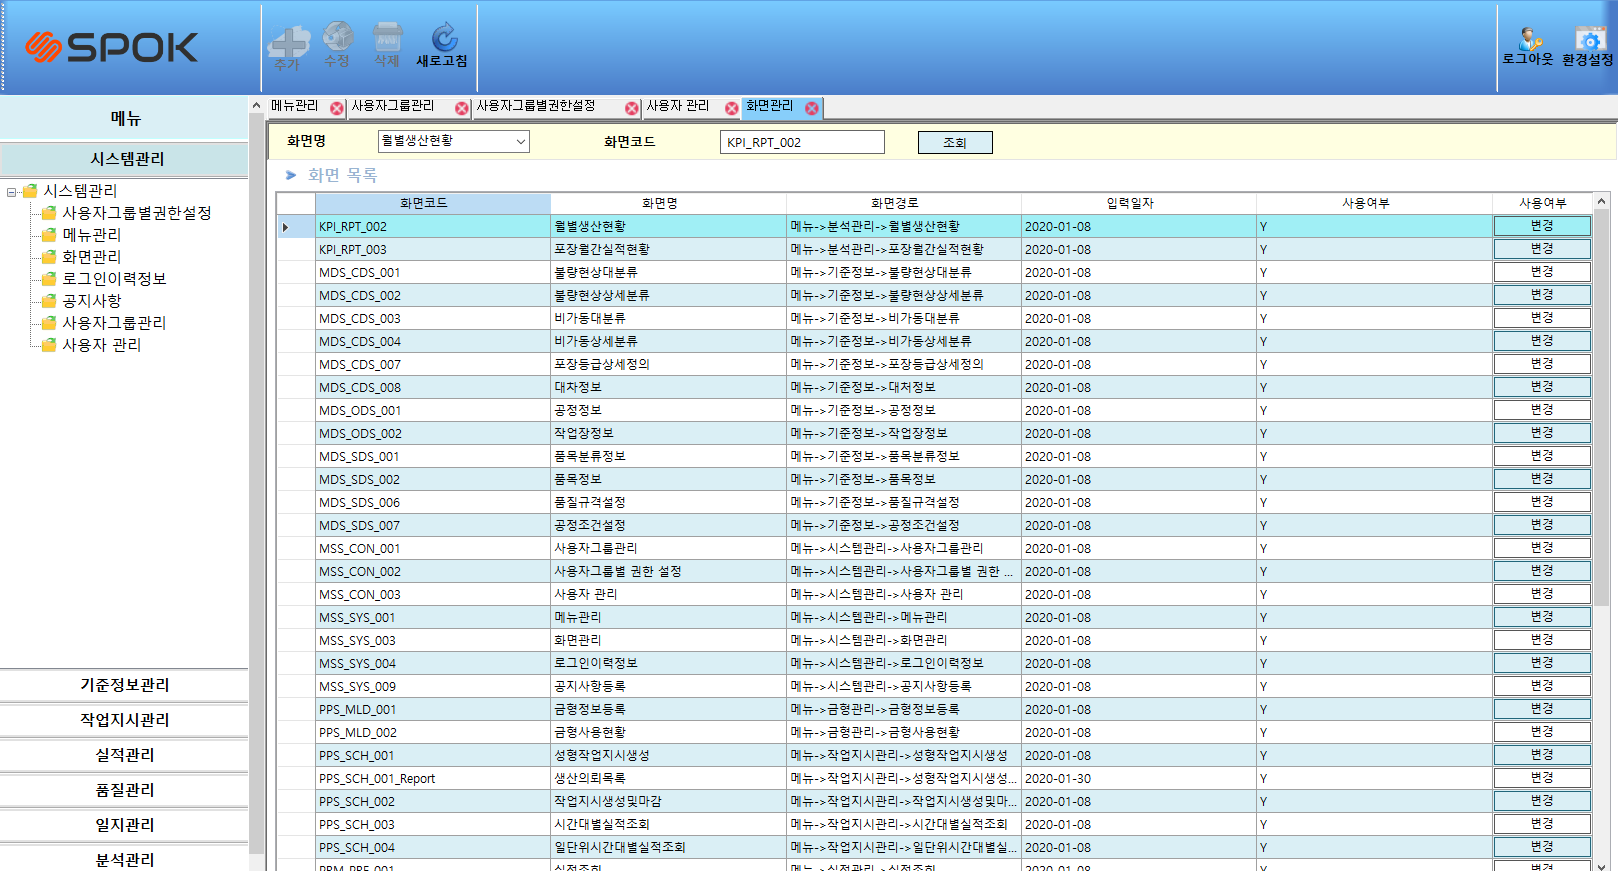 SPOK
추가 수정 삭제 새로고침
로그아웃 환경설정
메뉴
시스템관리
시스템관리
사용자그룹별권한설정
메뉴관리
화면관리
로그인이력정보
공지사항
사용자그룹관리
사용자 관리
기준정보관리
작업지시관리
실적관리
품질관리
일지관리
분석관리
메뉴관리 사용자그룹관리 사용자그룹별권한설정 사용자 관리 화면관리
화면명 월별생산현황 화면코드 KPI_RPT_002 조회
화면 목록
화면코드 화면명 화면경로 입력일자 사용여부 사용여부
KPI_RPT_002 월별생산현황 메뉴->분석관리->월별생산현황 2020-01-08 Y 변경
KPI_RPT_003 포장월간실적현황 메뉴->분석관리->포장월간실적현황 2020-01-08 Y 변경
MDS_CDS_001 불량현상대분류 메뉴->기준정보->불량현상대분류 2020-01-08 Y 변경
MDS_CDS_002 불량현상상세분류 메뉴->기준정보->불량현상상세분류 2020-01-08 Y 변경
MDS_CDS_003 비가동대분류 메뉴->기준정보->비가동대분류 2020-01-08 Y 변경
MDS_CDS_004 비가동상세분류 메뉴->기준정보->비가동상세분류 2020-01-08 Y 변경
MDS_CDS_007 포장등급상세정의 메뉴->기준정보->포장등급상세정의 2020-01-08 Y 변경
MDS_CDS_008 대차정보 메뉴->기준정보->대처정보 2020-01-08 Y 변경
MDS_ODS_001 공정정보 메뉴->기준정보->공정정보 2020-01-08 Y 변경
MDS_ODS_002 작업장정보 메뉴->기준정보->작업장정보 2020-01-08 Y 변경
MDS_SDS_001 품목분류정보 메뉴->기준정보->품목분류정보 2020-01-08 Y 변경
MDS_SDS_002 품목정보 메뉴->기준정보->품목정보 2020-01-08 Y 변경
MDS_SDS_006 품질규격설정 메뉴->기준정보->품질규격설정 2020-01-08 Y 변경
MDS_SDS_007 공정조건설정 메뉴->기준정보->공정조건설정 2020-01-08 Y 변경
MSS_CON_001 사용자그룹관리 메뉴->시스템관리->사용자그룹관리 2020-01-08 Y 변경
MSS_CON_002 사용자그룹별 권한 설정 메뉴->시스템관리->사용자그룹별 권한 ... 2020-01-08 Y 변경
MSS_CON_003 사용자 관리 메뉴->시스템관리->사용자 관리 2020-01-08 Y 변경
MSS_SYS_001 메뉴관리 메뉴->시스템관리->메뉴관리 2020-01-08 Y 변경
MSS_SYS_003 화면관리 메뉴->시스템관리->화면관리 2020-01-08 Y 변경
MSS_SYS_004 로그인이력정보 메뉴->시스템관리->로그인이력정보 2020-01-08 Y 변경
MSS_SYS_009 공지사항등록 메뉴->시스템관리->공지사항등록 2020-01-08 Y 변경
PPS_MLD_001 금형정보등록 메뉴->금형관리->금형정보등록 2020-01-08 Y 변경
PPS_MLD_002 금형사용현황 메뉴->금형관리->금형사용현황 2020-01-08 Y 변경
PPS_SCH_001 성형작업지시생성 메뉴->작업지시관리->성형작업지시생성 2020-01-08 Y 변경
PPS_SCH_001_Report 생산의뢰목록 메뉴->작업지시관리->성형작업지시생성... 2020-01-30 Y 변경
PPS_SCH_002 작업지시생성및마감 메뉴->작업지시관리->작업지시생성및마... 2020-01-08 Y 변경
PPS_SCH_003 시간대별실적조회 메뉴->작업지시관리->시간대별실적조회 2020-01-08 Y 변경
PPS_SCH_004 일단위시간대별실적조회 메뉴->작업지시관리->일단위시간대별실... 2020-01-08 Y 변경
PRM_PRF_001 실적조회 메뉴->실적관리->실적조회 2020-01-08 Y 변경